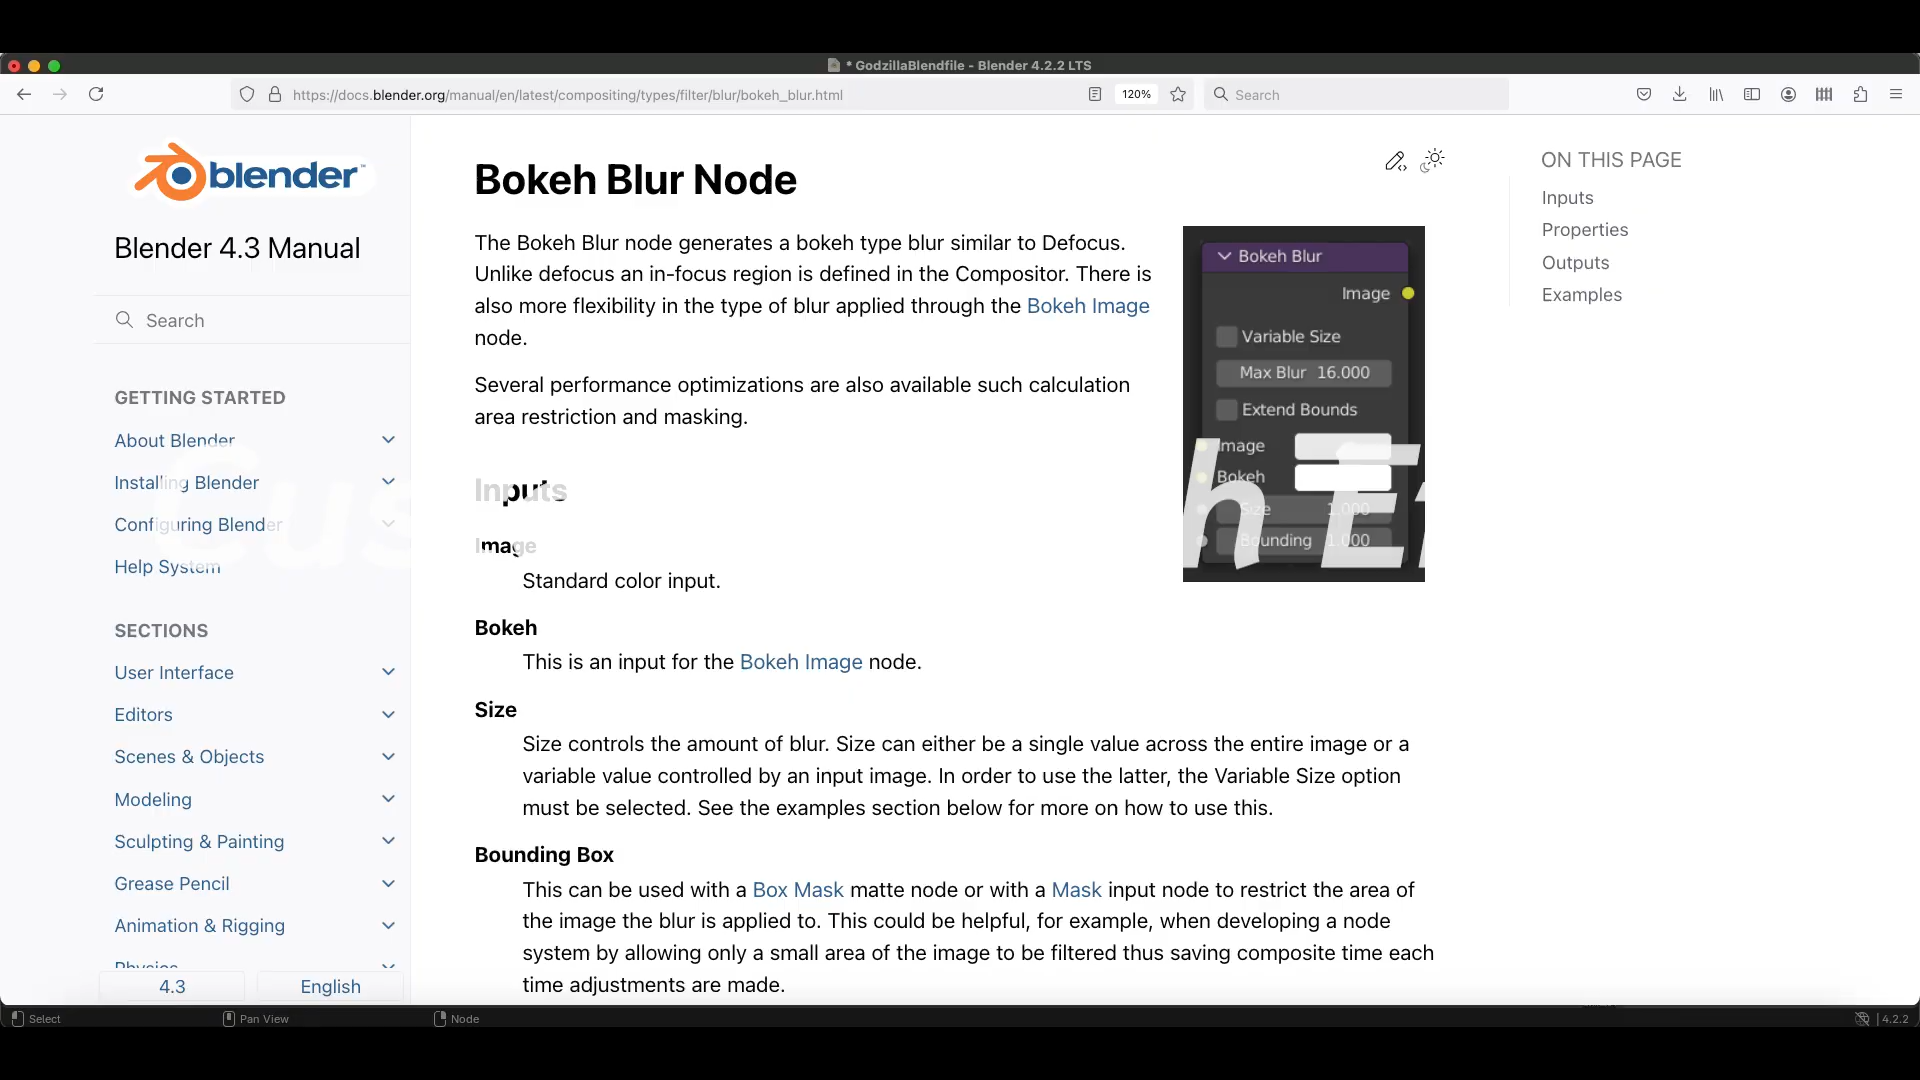 * GodzillaBlendfile - Blender 4.2.2 LTS
https://docs.blender.org/manual/en/latest/compositing/types/filter/blur/bokeh_blur.html
120%
Search
blender™
Blender 4.3 Manual
Search
GETTING STARTED
About Blender
Installing Blender
Configuring Blender
Help System
SECTIONS
User Interface
Editors
Scenes & Objects
Modeling
Sculpting & Painting
Grease Pencil
Animation & Rigging
Physics
4.3
English
Bokeh Blur Node
The Bokeh Blur node generates a bokeh type blur similar to Defocus.
Unlike defocus an in-focus region is defined in the Compositor. There is
also more flexibility in the type of blur applied through the Bokeh Image
node.
Several performance optimizations are also available such calculation
area restriction and masking.
Bokeh Blur
Image
Variable Size
Max Blur 16.000
Extend Bounds
Image
Bokeh
Size 1.000
Bounding 1.000
Inputs
Image
Standard color input.
Bokeh
This is an input for the Bokeh Image node.
Size
Size controls the amount of blur. Size can either be a single value across the entire image or a
variable value controlled by an input image. In order to use the latter, the Variable Size option
must be selected. See the examples section below for more on how to use this.
Bounding Box
This can be used with a Box Mask matte node or with a Mask input node to restrict the area of
the image the blur is applied to. This could be helpful, for example, when developing a node
system by allowing only a small area of the image to be filtered thus saving composite time each
time adjustments are made.
ON THIS PAGE
Inputs
Properties
Outputs
Examples
Select
Pan View
Node
4.2.2